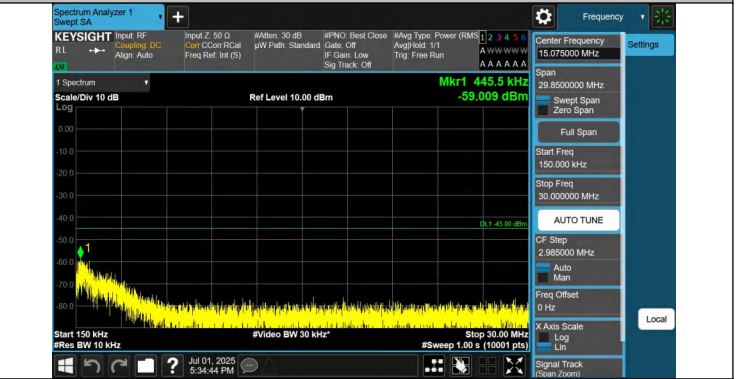 Spectrum Analyzer 1
Swept SA
+
Frequency
KEYSIGHT
RL
Input: RF
Coupling: DC
Align: Auto
Input Z: 50 Ω
Corr CCorr RCal
Freq Ref: Int (S)
#Atten: 30 dB
µW Path: Standard
#PNO: Best Close
Gate: Off
IF Gain: Low
Sig Track: Off
#Avg Type: Power (RMS
Avg|Hold: 1/1
Trig: Free Run
1 2 3 4 5 6
A W W W W W
A A A A A A
1 Spectrum
Mkr1 445.5 kHz
-59.009 dBm
Scale/Div 10 dB
Ref Level 10.00 dBm
Log
0.00
-10.0
-20.0
-30.0
-40.0
-50.0
-60.0
-70.0
-80.0
DL1 -45.00 dBm
1
Start 150 kHz
#Video BW 30 kHz*
Stop 30.00 MHz
#Res BW 10 kHz
#Sweep 1.00 s (10001 pts)
Center Frequency
15.075000 MHz
Settings
Span
29.8500000 MHz
Swept Span
Zero Span
Full Span
Start Freq
150.000 kHz
Stop Freq
30.000000 MHz
AUTO TUNE
CF Step
2.985000 MHz
Auto
Man
Freq Offset
0 Hz
X Axis Scale
Log
Lin
Signal Track
(Span Zoom)
Local
?
Jul 01, 2025
5:34:44 PM